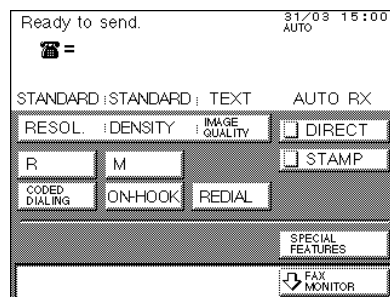 Ready to send.
31/03 15:00
AUTO
=
STANDARD STANDARD TEXT AUTO RX
RESOL. DENSITY IMAGE QUALITY DIRECT
STAMP
R M
CODED DIALING ON-HOOK REDIAL
SPECIAL FEATURES
FAX MONITOR